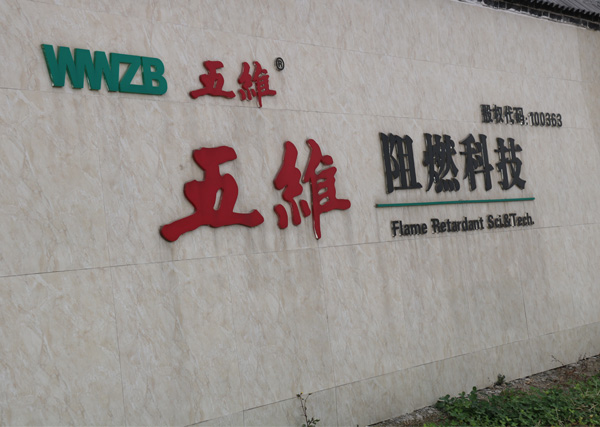 WWZB 五維®
股权代码:100363
五維 阻燃科技
Flame Retardant Sci.&Tech.